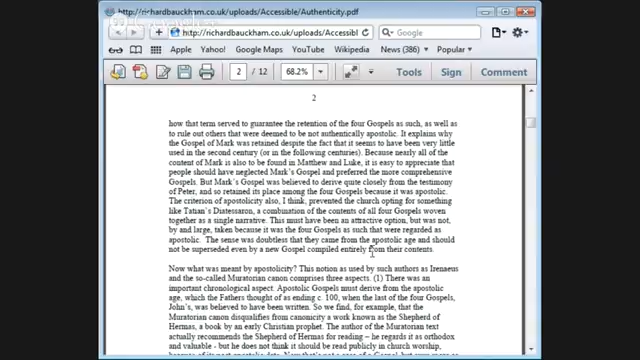 http://richardbauckham.co.uk/uploads/Accessible/Authenticity.pdf
http://richardbauckham.co.uk/uploads/Accessibl
Google
Apple Yahoo! Google Maps YouTube Wikipedia News (386) Popular
2 / 12 68.2% Tools Sign Comment
2
how that term served to guarantee the retention of the four Gospels as such, as well as
to rule out others that were deemed to be not authentically apostolic. It explains why
the Gospel of Mark was retained despite the fact that it seems to have been very little
used in the second century (or in the following centuries). Because nearly all of the
content of Mark is also to be found in Matthew and Luke, it is easy to appreciate that
people should have neglected Mark's Gospel and preferred the more comprehensive
Gospels. But Mark's Gospel was believed to derive quite closely from the testimony
of Peter, and so retained its place among the four Gospels because it was apostolic.
The criterion of apostolicity also, I think, prevented the church opting for something
like Tatian's Diatessaron, a combination of the contents of all four Gospels woven
together as a single narrative. This must have been an attractive option, but was not,
by and large, taken because it was the four Gospels as such that were regarded as
apostolic. The sense was doubtless that they came from the apostolic age and should
not be superseded even by a new Gospel compiled entirely from their contents.
Now what was meant by apostolicity? This notion as used by such authors as Irenaeus
and the so-called Muratorian canon comprises three aspects. (1) There was an
important chronological aspect. Apostolic Gospels must derive from the apostolic
age, which the Fathers thought of as ending c. 100, when the last of the four Gospels,
John's, was believed to have been written. So we find, for example, that the
Muratorian canon disqualifies from canonicity a work known as the Shepherd of
Hermas, a book by an early Christian prophet. The author of the Muratorian text
actually recommends the Shepherd of Hermas for reading – he regards it as orthodox
and valuable - but he does not think it should be read publicly in church worship,